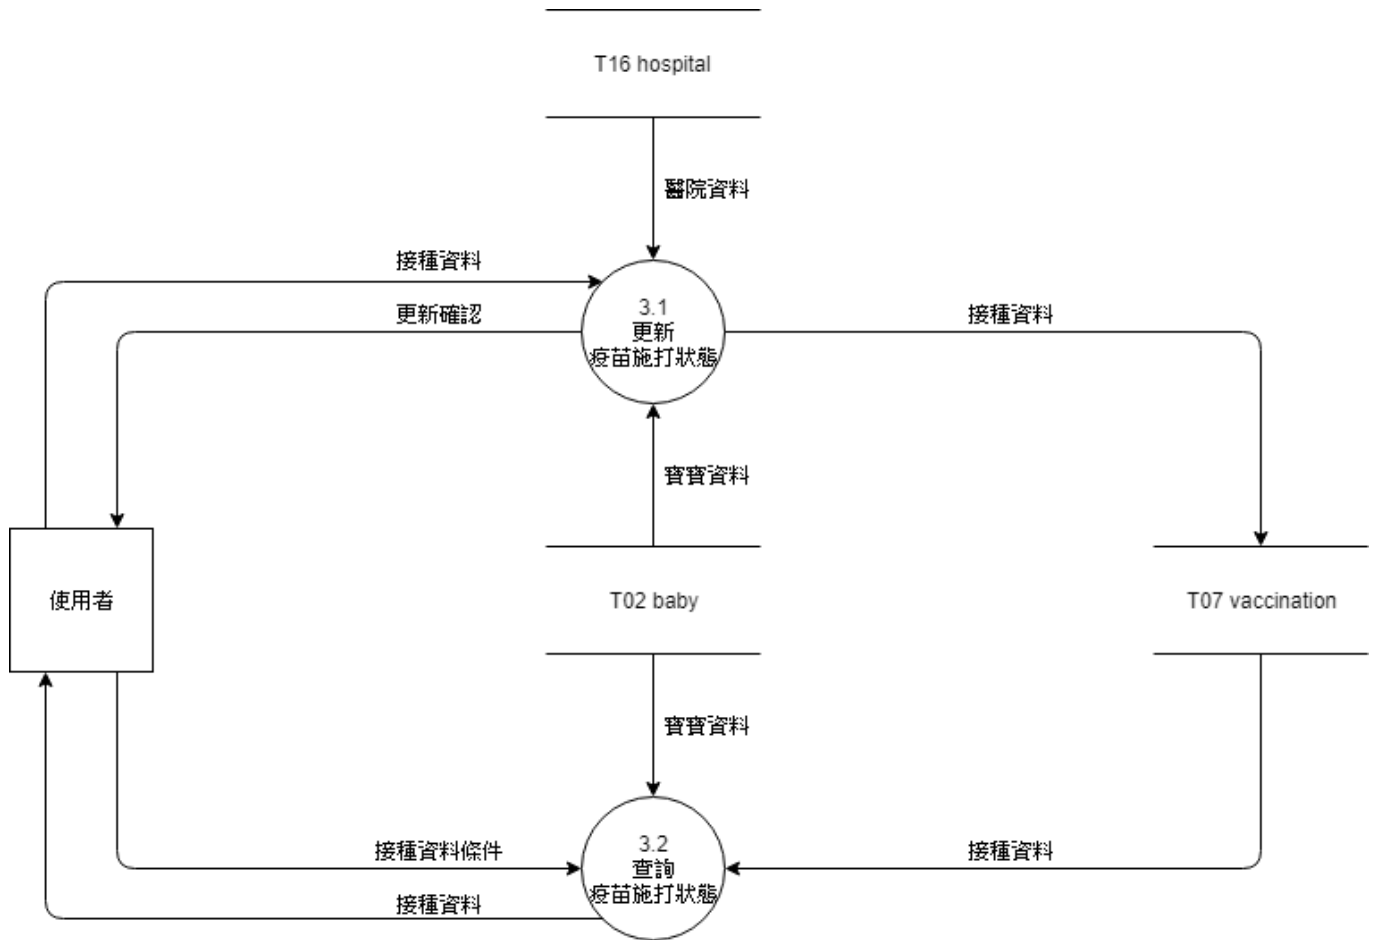 T16 hospital
醫院資料
接種資料
更新確認
3.1
更新
疫苗施打狀態
接種資料
寶寶資料
使用者
T02 baby
T07 vaccination
寶寶資料
接種資料條件
接種資料
3.2
查詢
疫苗施打狀態
接種資料